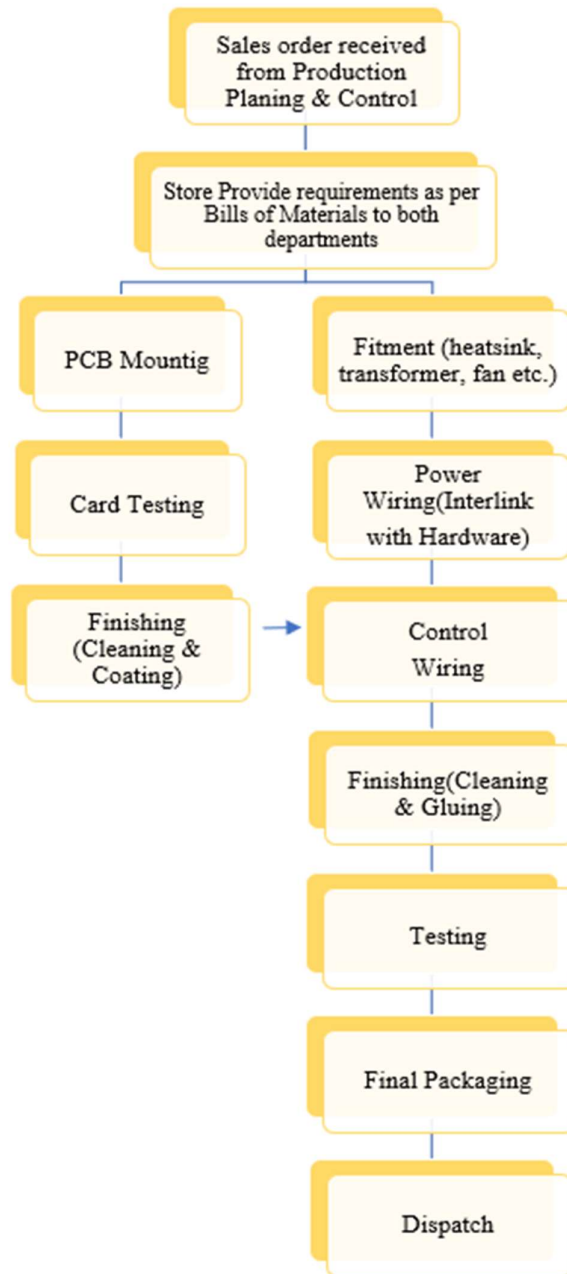 Sales order received
from Production
Planing & Control
Store Provide requirements as per
Bills of Materials to both
departments
PCB Mountig
Fitment (heatsink,
transformer, fan etc.)
Card Testing
Power
Wiring(Interlink
with Hardware)
Finishing
(Cleaning &
Coating)
Control
Wiring
Finishing(Cleaning
& Gluing)
Testing
Final Packaging
Dispatch